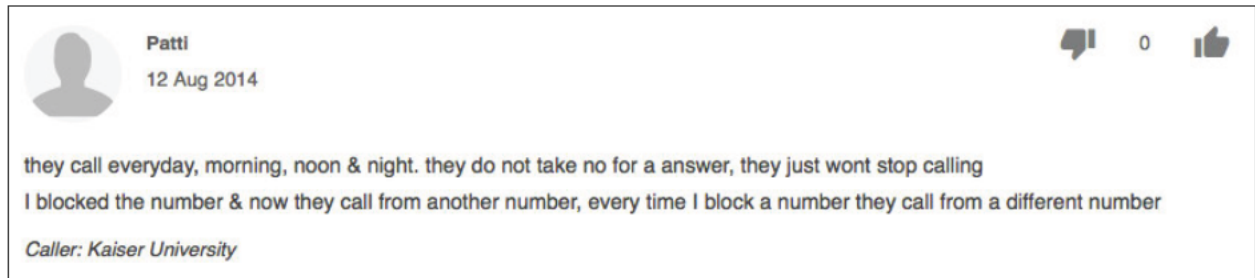 Patti
0
12 Aug 2014
they call everyday, morning, noon & night. they do not take no for a answer, they just wont stop calling
I blocked the number & now they call from another number, every time I block a number they call from a different number
Caller: Kaiser University